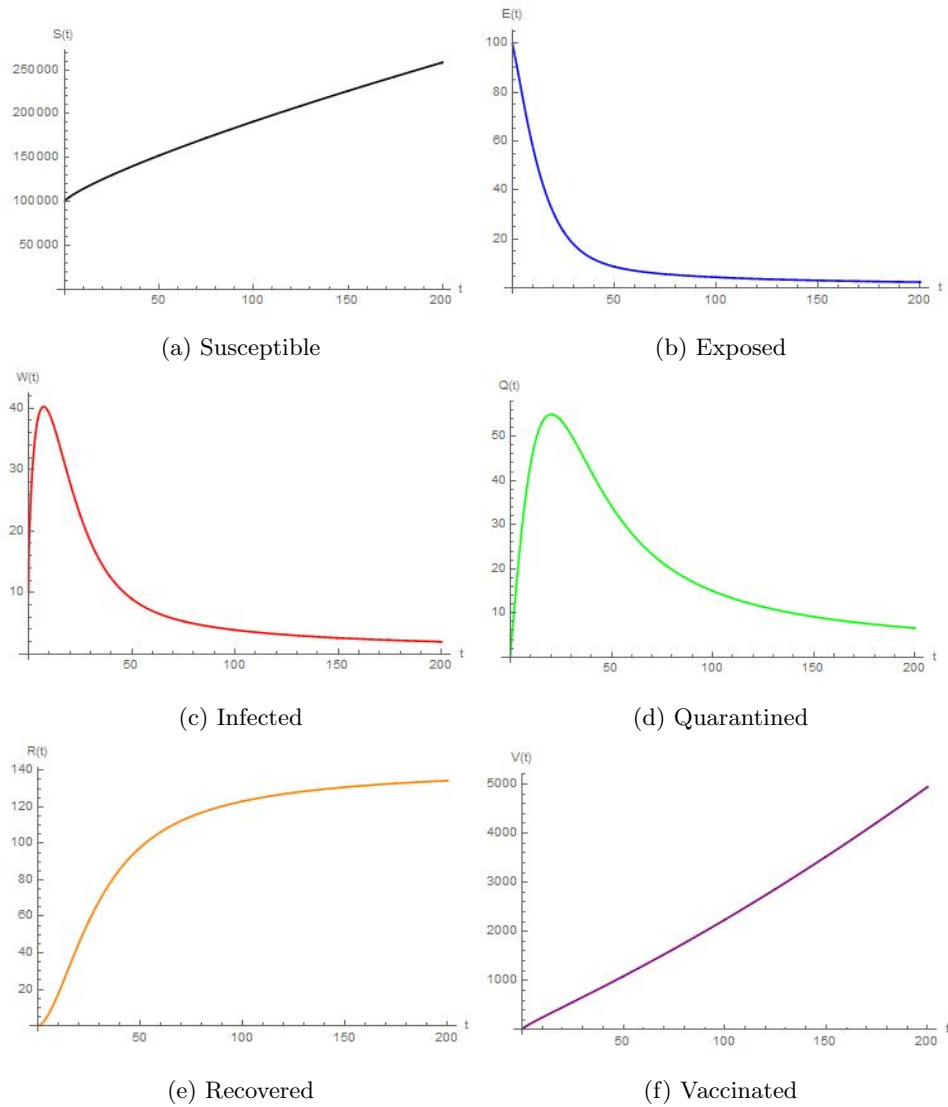 S(t)
250 000
200 000
150 000
100 000
50 000
50 100 150 200 t
(a) Susceptible
E(t)
100
80
60
40
20
50 100 150 200 t
(b) Exposed
W(t)
40
30
20
10
50 100 150 200 t
(c) Infected
Q(t)
50
40
30
20
10
50 100 150 200 t
(d) Quarantined
R(t)
140
120
100
80
60
40
20
50 100 150 200 t
(e) Recovered
V(t)
5000
4000
3000
2000
1000
50 100 150 200 t
(f) Vaccinated